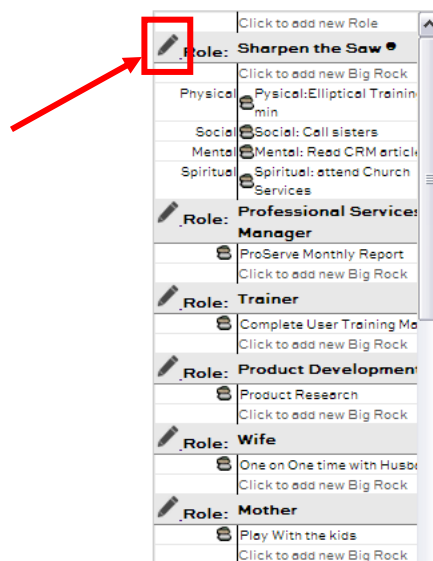 Click to add new Role
Role: Sharpen the Saw
Click to add new Big Rock
Physical Pysical:Elliptical Training
min
Social Social: Call sisters
Mental Mental: Read CRM article
Spiritual Spiritual: attend Church
Services
Role: Professional Services
Manager
ProServe Monthly Report
Click to add new Big Rock
Role: Trainer
Complete User Training Ma
Click to add new Big Rock
Role: Product Development
Product Research
Click to add new Big Rock
Role: Wife
One on One time with Husba
Click to add new Big Rock
Role: Mother
Play With the kids
Click to add new Big Rock